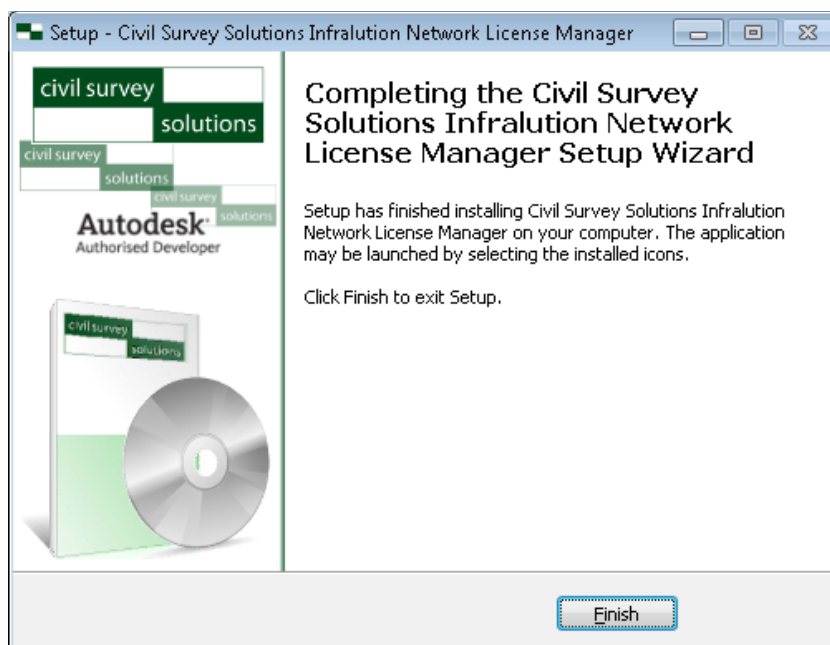 Setup - Civil Survey Solutions Infralution Network License Manager
civil survey
solutions
civil survey
solutions
civil survey
solutions
Autodesk
Authorised Developer
civil survey
solutions
Completing the Civil Survey
Solutions Infralution Network
License Manager Setup Wizard
Setup has finished installing Civil Survey Solutions Infralution
Network License Manager on your computer. The application
may be launched by selecting the installed icons.
Click Finish to exit Setup.
Finish